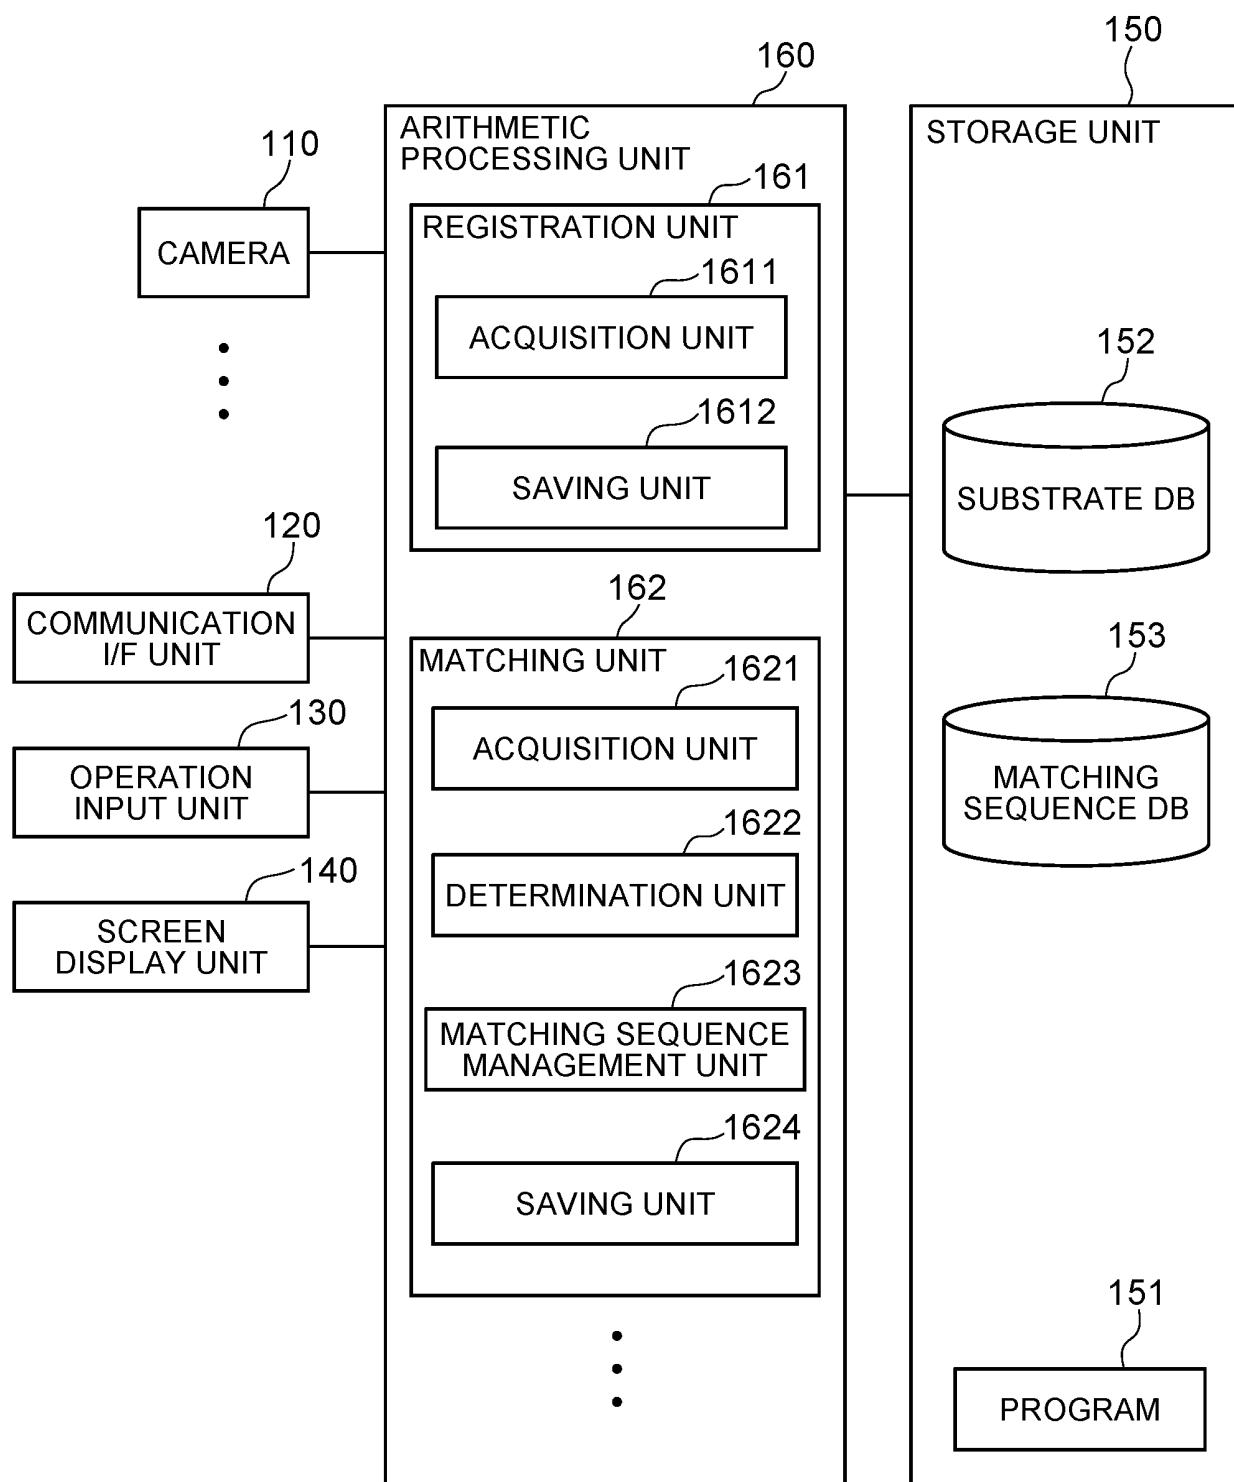 150
160
ARITHMETIC
PROCESSING UNIT
STORAGE UNIT
110
161
CAMERA
REGISTRATION UNIT
1611
ACQUISITION UNIT
152
1612
SAVING UNIT
SUBSTRATE DB
120
COMMUNICATION
I/F UNIT
162
MATCHING UNIT
153
1621
130
ACQUISITION UNIT
OPERATION
INPUT UNIT
MATCHING
SEQUENCE DB
1622
140
DETERMINATION UNIT
SCREEN
DISPLAY UNIT
1623
MATCHING SEQUENCE
MANAGEMENT UNIT
1624
SAVING UNIT
151
PROGRAM